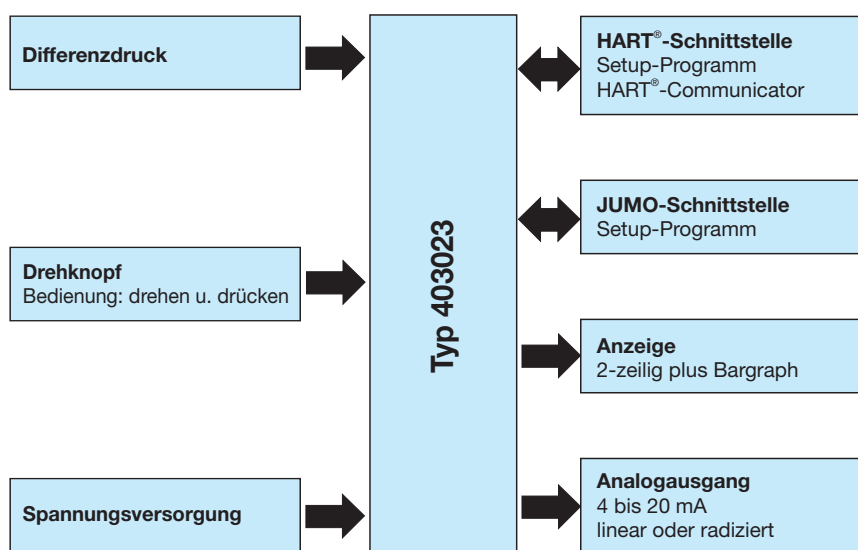 Differenzdruck
Drehknopf
Bedienung: drehen u. drücken
Spannungsversorgung
Typ 403023
HART®-Schnittstelle
Setup-Programm
HART®-Communicator
JUMO-Schnittstelle
Setup-Programm
Anzeige
2-zeilig plus Bargraph
Analogausgang
4 bis 20 mA
linear oder radiziert